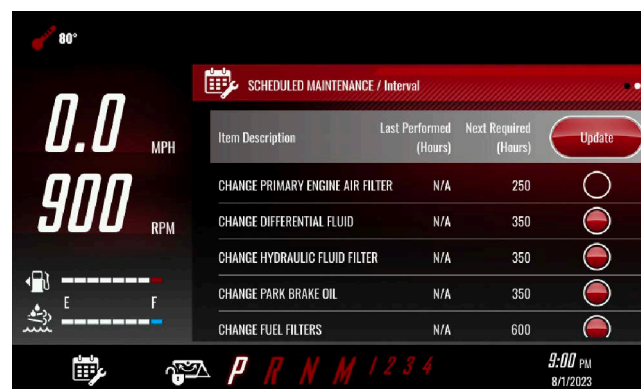 80°
SCHEDULED MAINTENANCE / Interval
0.0 MPH
900 RPM
Item Description Last Performed (Hours) Next Required (Hours) Update
CHANGE PRIMARY ENGINE AIR FILTER N/A 250
CHANGE DIFFERENTIAL FLUID N/A 350
CHANGE HYDRAULIC FLUID FILTER N/A 350
CHANGE PARK BRAKE OIL N/A 350
CHANGE FUEL FILTERS N/A 600
E F
P R N M 1 2 3 4
9:00 PM
8/1/2023